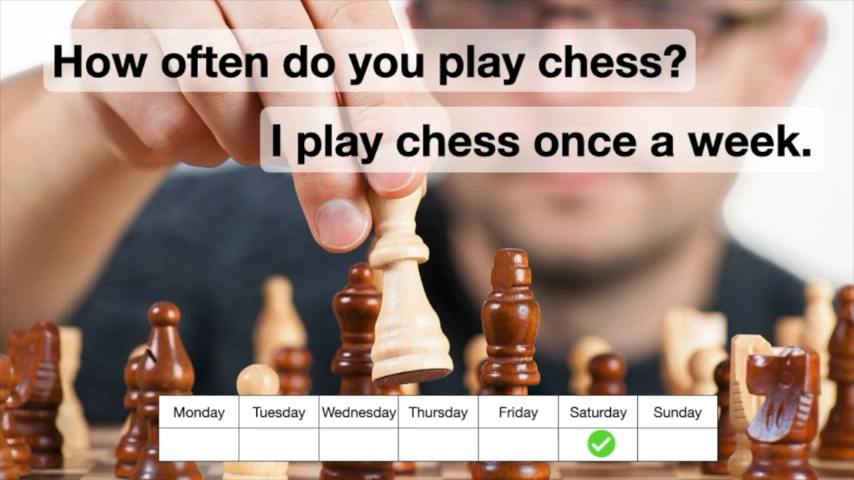 How often do you play chess?
I play chess once a week.
Monday Tuesday Wednesday Thursday Friday Saturday Sunday